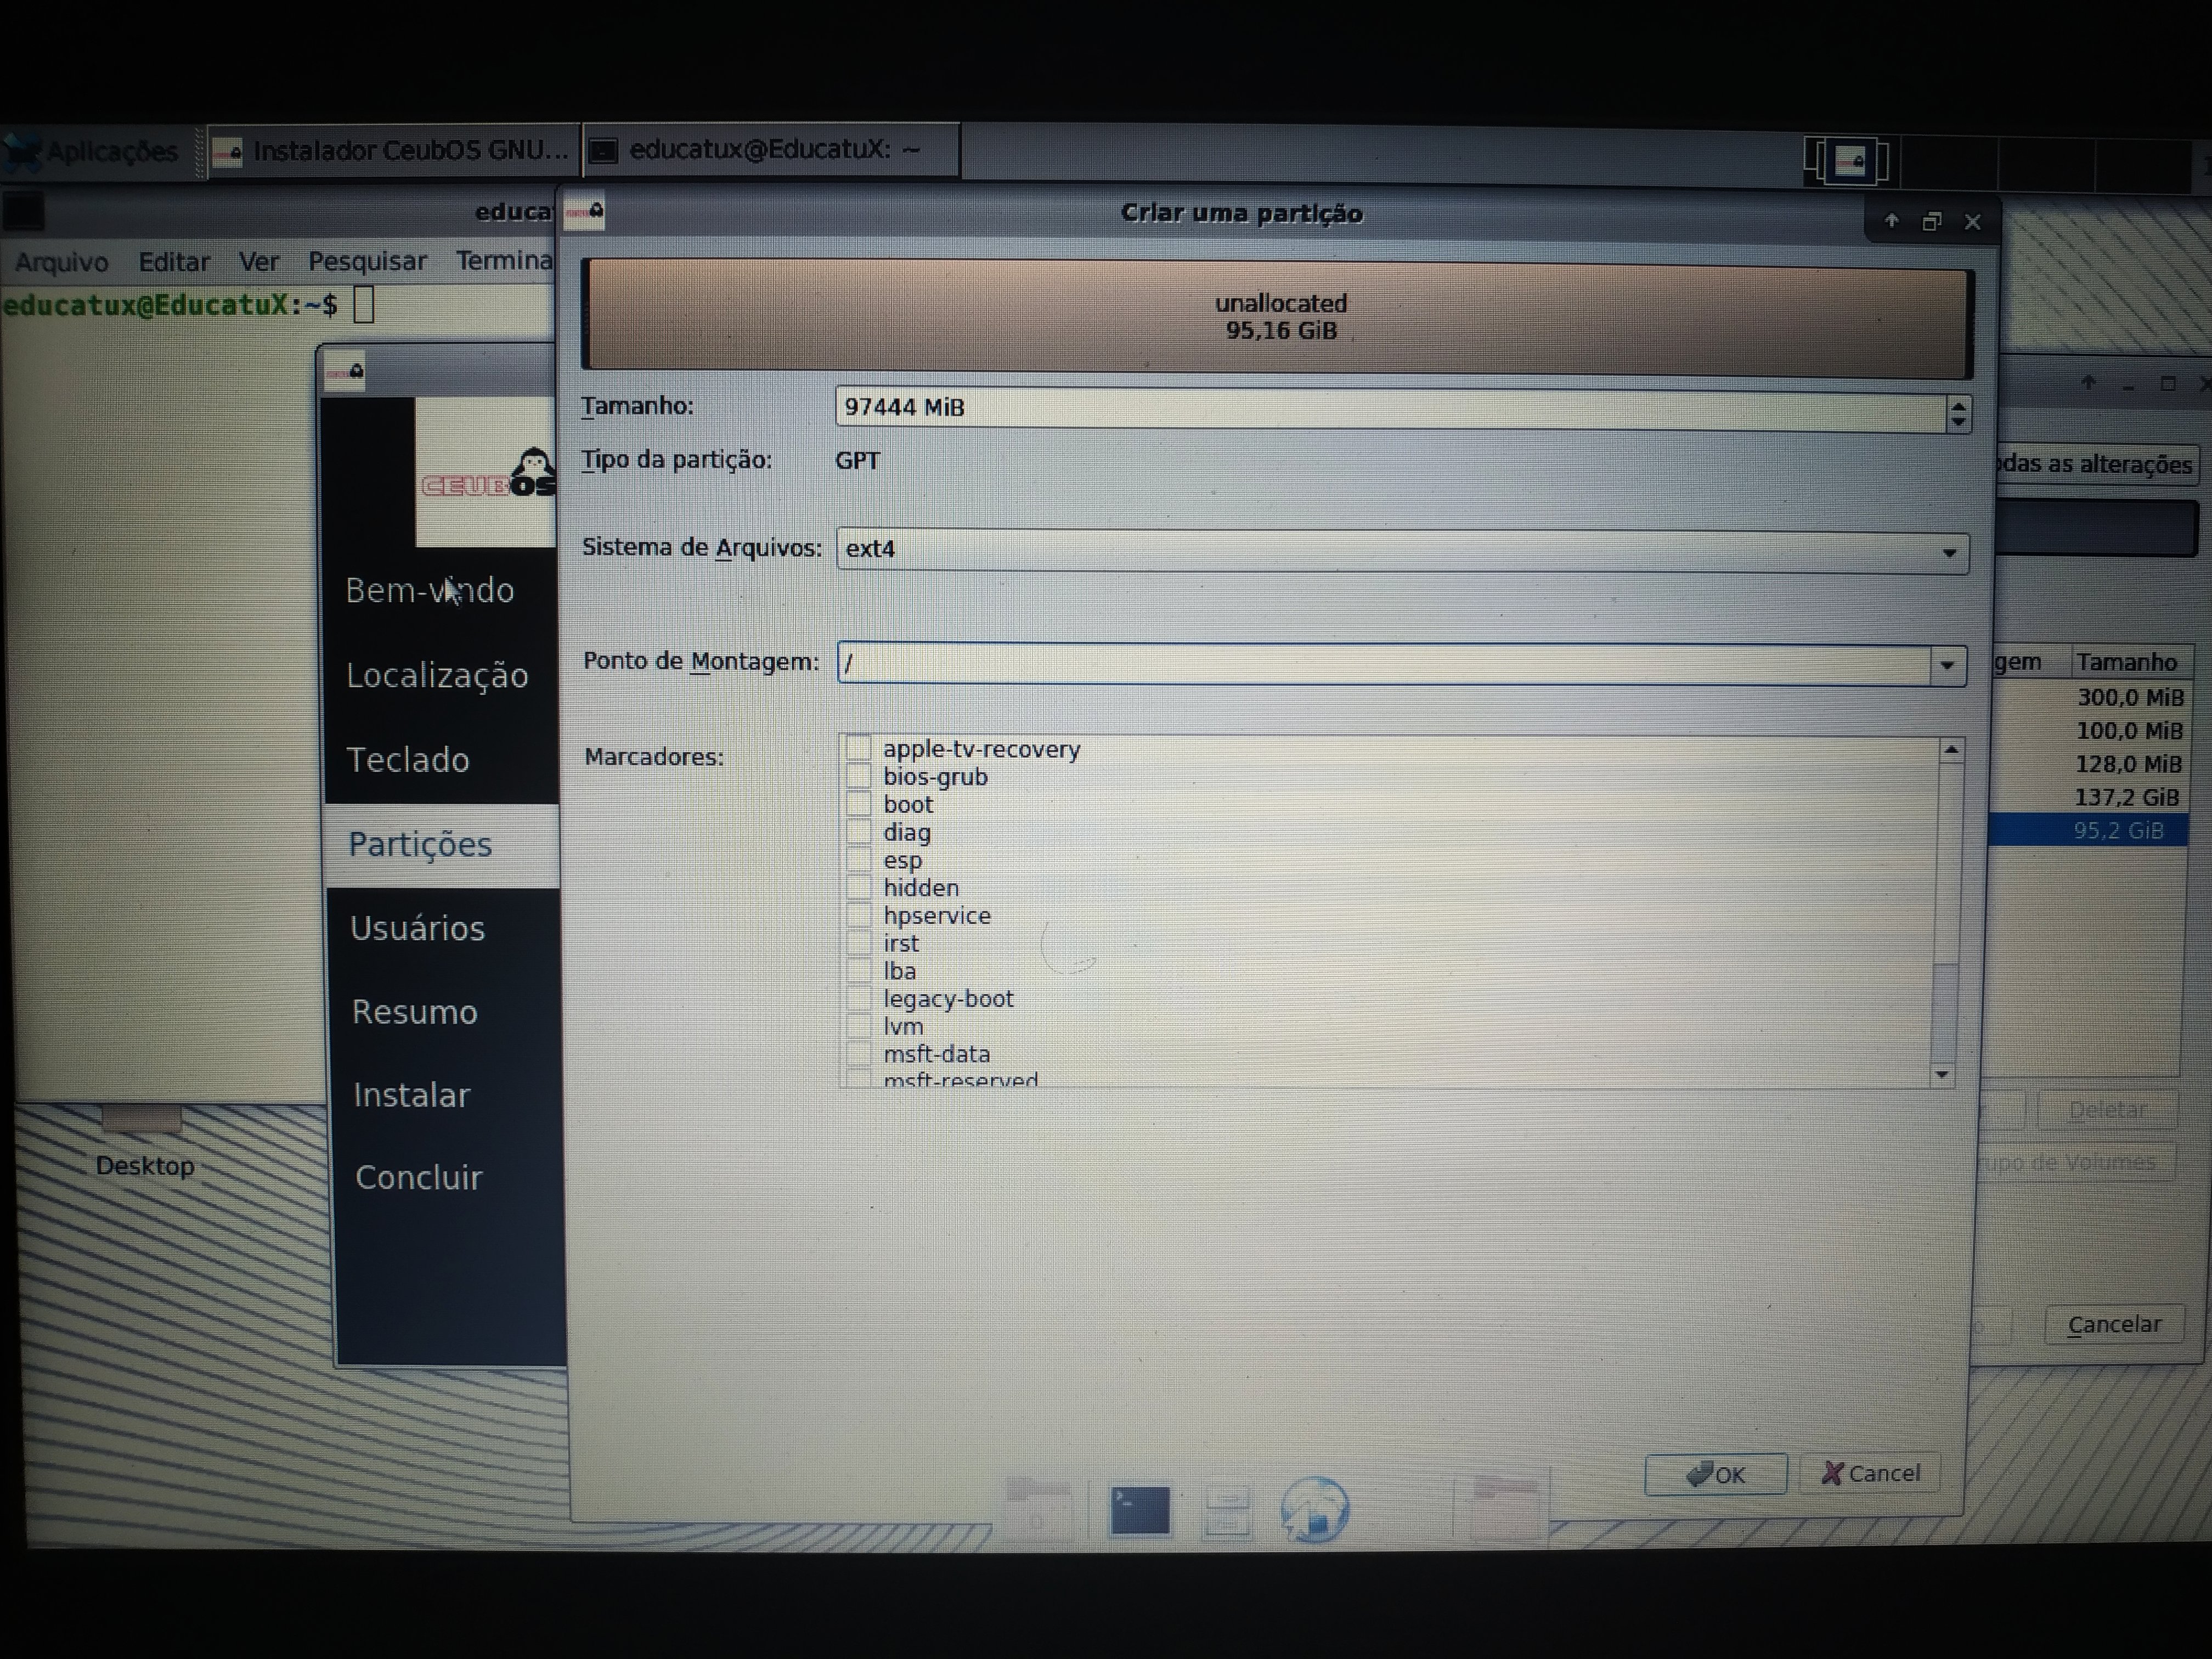 Aplicações
Instalador CeubOS GNU...
educatux@EducatuX: ~
educa
Criar uma partição
Arquivo Editar Ver Pesquisar Termina
educatux@EducatuX:~$
unallocated
95,16 GiB
Tamanho: 97444 MiB
Tipo da partição: GPT
odas as alterações
CEUBOS
Sistema de Arquivos: ext4
Bem-vindo
Ponto de Montagem: /
gem Tamanho
Localização
300,0 MiB
100,0 MiB
Teclado
128,0 MiB
137,2 GiB
Partições
95,2 GiB
Marcadores:
apple-tv-recovery
bios-grub
boot
diag
esp
hidden
hpservice
irst
lba
legacy-boot
lvm
msft-data
msft-reserved
Usuários
Resumo
Instalar
Concluir
Deletar
upo de Volumes
Desktop
Cancelar
OK
Cancel